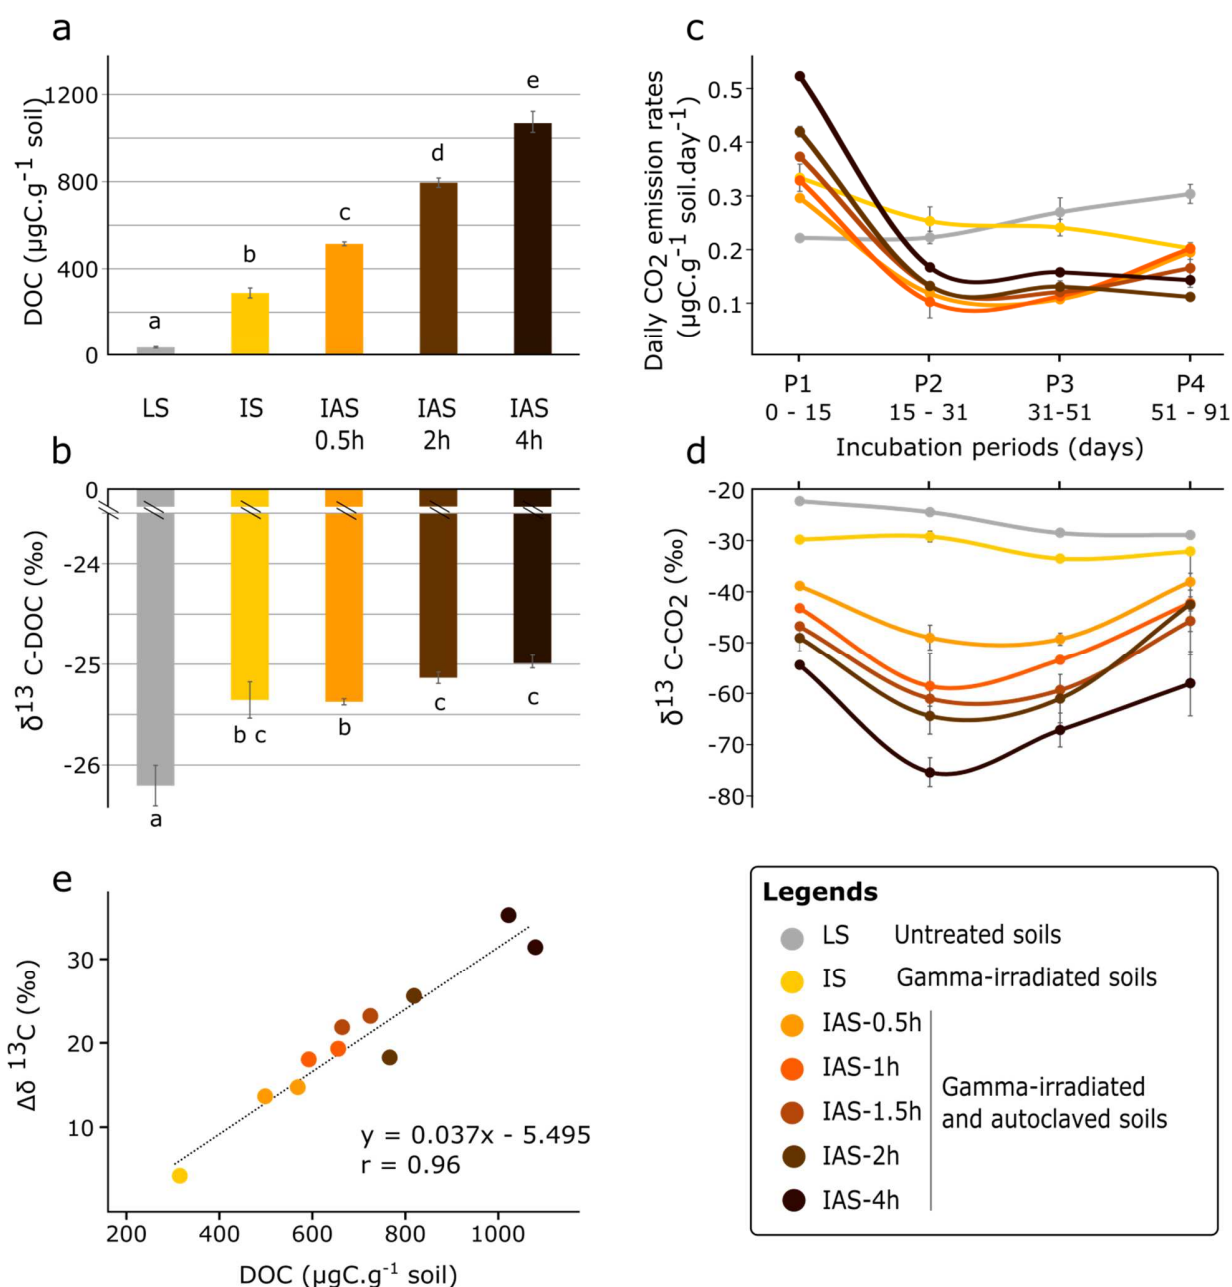 a
DOC (µgC.g-1 soil)
1200
800
400
0
a
b
c
d
e
LS
IS
IAS
0.5h
IAS
2h
IAS
4h
b
δ13 C-DOC (‰)
0
-24
-25
-26
a
b c
b
c
c
c
Daily CO2 emission rates
(µgC.g-1 soil.day-1)
0.5
0.4
0.3
0.2
0.1
P1
P2
P3
P4
0 - 15
15 - 31
31-51
51 - 91
Incubation periods (days)
d
δ13 C-CO2 (‰)
-20
-30
-40
-50
-60
-70
-80
e
Δδ 13C (‰)
30
20
10
y = 0.037x - 5.495
r = 0.96
200
400
600
800
1000
DOC (µgC.g-1 soil)
Legends
LS Untreated soils
IS Gamma-irradiated soils
IAS-0.5h
IAS-1h
IAS-1.5h
IAS-2h
IAS-4h
Gamma-irradiated
and autoclaved soils